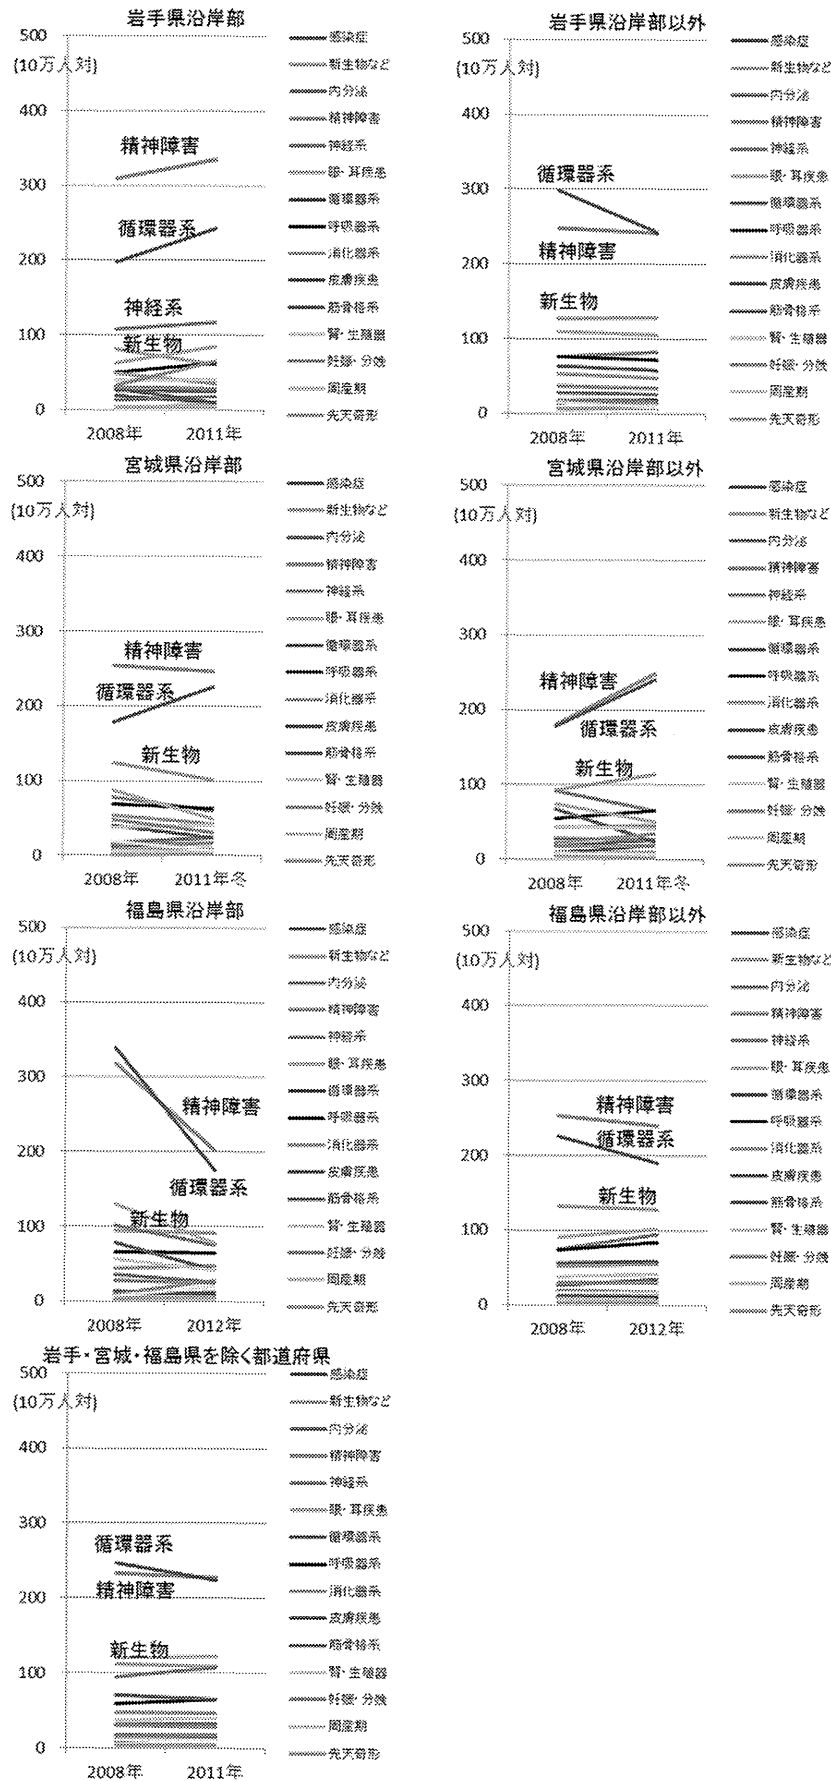 岩手県沿岸部
500
(10万人対)
400
300
200
100
0
精神障害
循環器系
神経系
新生物
2008年
2011年
感染症
新生物など
内分泌
精神障害
神経系
眼・耳疾患
循環器系
呼吸器系
消化器系
皮膚疾患
筋骨格系
腎・生殖器
妊娠・分娩
周産期
先天奇形
岩手県沿岸部以外
500
(10万人対)
400
300
200
100
0
循環器系
精神障害
新生物
2008年
2011年
感染症
新生物など
内分泌
精神障害
神経系
眼・耳疾患
循環器系
呼吸器系
消化器系
皮膚疾患
筋骨格系
腎・生殖器
妊娠・分娩
周産期
先天奇形
宮城県沿岸部
500
(10万人対)
400
300
200
100
0
精神障害
循環器系
新生物
2008年
2011年冬
感染症
新生物など
内分泌
精神障害
神経系
眼・耳疾患
循環器系
呼吸器系
消化器系
皮膚疾患
筋骨格系
腎・生殖器
妊娠・分娩
周産期
先天奇形
宮城県沿岸部以外
500
(10万人対)
400
300
200
100
0
精神障害
循環器系
新生物
2008年
2011年冬
感染症
新生物など
内分泌
精神障害
神経系
眼・耳疾患
循環器系
呼吸器系
消化器系
皮膚疾患
筋骨格系
腎・生殖器
妊娠・分娩
周産期
先天奇形
福島県沿岸部
500
(10万人対)
400
300
200
100
0
精神障害
循環器系
新生物
2008年
2012年
感染症
新生物など
内分泌
精神障害
神経系
眼・耳疾患
循環器系
呼吸器系
消化器系
皮膚疾患
筋骨格系
腎・生殖器
妊娠・分娩
周産期
先天奇形
福島県沿岸部以外
500
(10万人対)
400
300
200
100
0
精神障害
循環器系
新生物
2008年
2012年
感染症
新生物など
内分泌
精神障害
神経系
眼・耳疾患
循環器系
呼吸器系
消化器系
皮膚疾患
筋骨格系
腎・生殖器
妊娠・分娩
周産期
先天奇形
岩手・宮城・福島県を除く都道府県
500
(10万人対)
400
300
200
100
0
循環器系
精神障害
新生物
2008年
2011年
感染症
新生物など
内分泌
精神障害
神経系
眼・耳疾患
循環器系
呼吸器系
消化器系
皮膚疾患
筋骨格系
腎・生殖器
妊娠・分娩
周産期
先天奇形